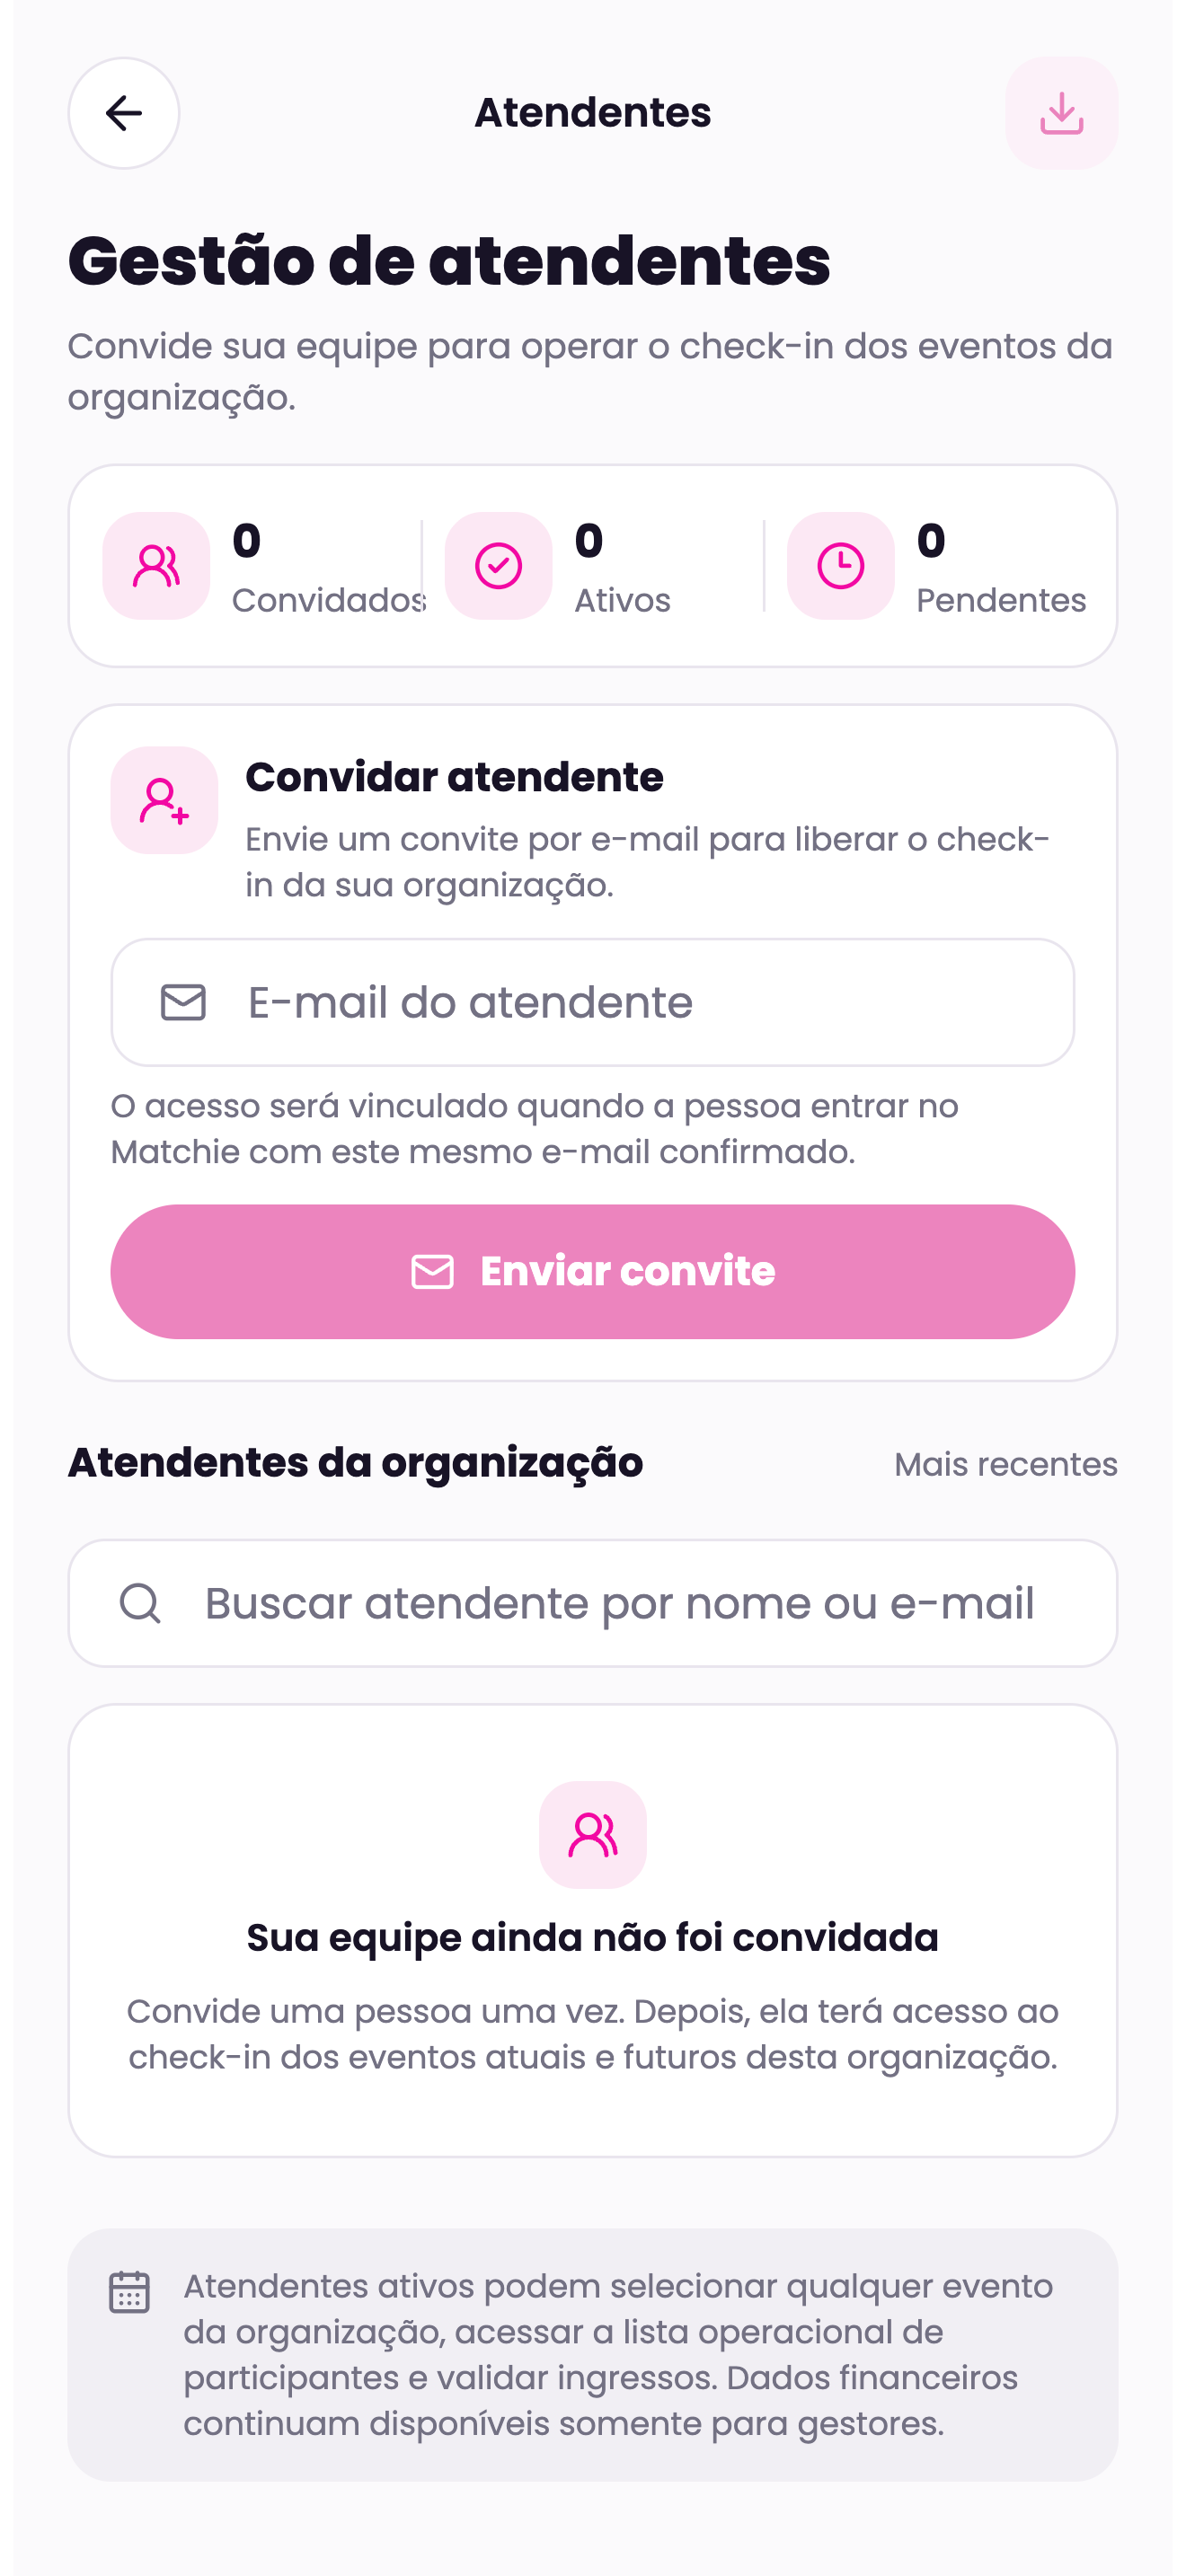 Atendentes
Gestão de atendentes
Convide sua equipe para operar o check-in dos eventos da
organização.
0
Convidados
0
Ativos
0
Pendentes
Convidar atendente
Envie um convite por e-mail para liberar o check-
in da sua organização.
E-mail do atendente
O acesso será vinculado quando a pessoa entrar no
Matchie com este mesmo e-mail confirmado.
Enviar convite
Atendentes da organização
Mais recentes
Buscar atendente por nome ou e-mail
Sua equipe ainda não foi convidada
Convide uma pessoa uma vez. Depois, ela terá acesso ao
check-in dos eventos atuais e futuros desta organização.
Atendentes ativos podem selecionar qualquer evento
da organização, acessar a lista operacional de
participantes e validar ingressos. Dados financeiros
continuam disponíveis somente para gestores.